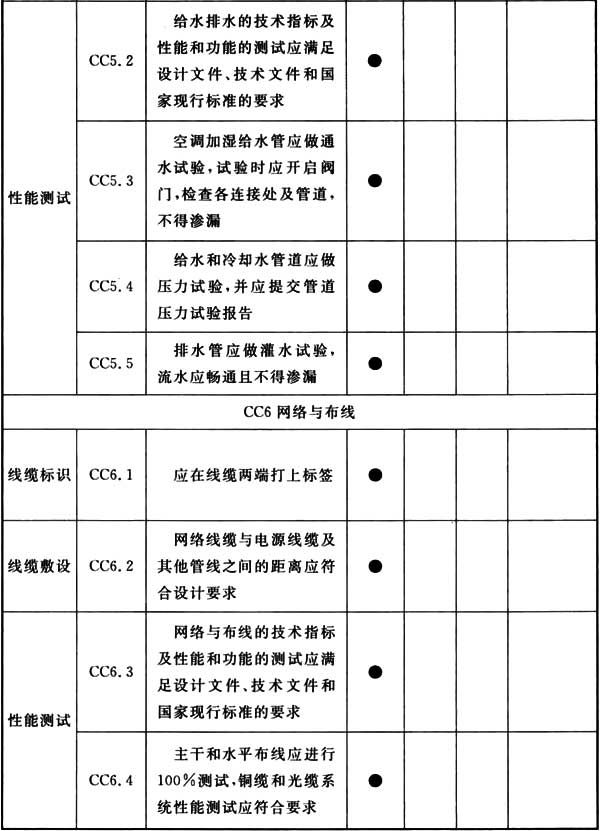 给水排水的技术指标及
性能和功能的测试应满足
CC5.2
设计文件、技术文件和国
家现行标准的要求
●
空调加湿给水管应做通
水试验,试验时应开启阀
性能测试
CC5.3
门,检查各连接处及管道,
不得渗漏
●
给水和冷却水管道应做
CC5.4
压力试验,并应提交管道
压力试验报告
●
排水管应做灌水试验,
CC5.5
流水应畅通且不得渗漏
●
CC6 网络与布线
线缆标识
CC6.1
应在线缆两端打上标签
●
网络线缆与电源线缆及
线缆敷设
CC6.2
其他管线之间的距离应符
合设计要求
●
网络与布线的技术指标
及性能和功能的测试应满
CC6.3
足设计文件、技术文件和
国家现行标准的要求
●
性能测试
主干和水平布线应进行
CC6.4
100%测试,铜缆和光缆系
统性能测试应符合要求
●